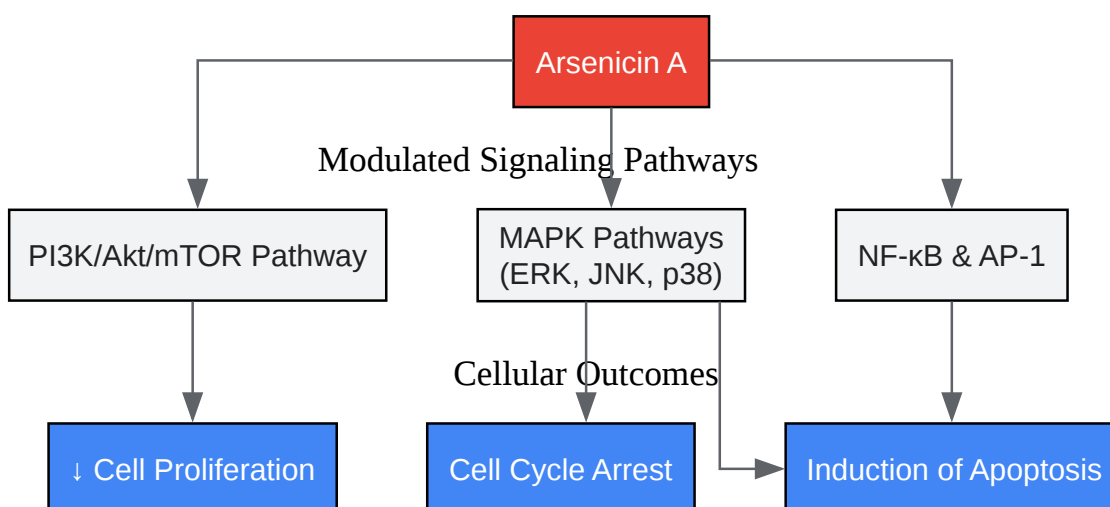 Arsenicin A
Modulated Signaling Pathways
PI3K/Akt/mTOR Pathway
MAPK Pathways
(ERK, JNK, p38)
NF-κB & AP-1
Cellular Outcomes
↓ Cell Proliferation
Cell Cycle Arrest
Induction of Apoptosis